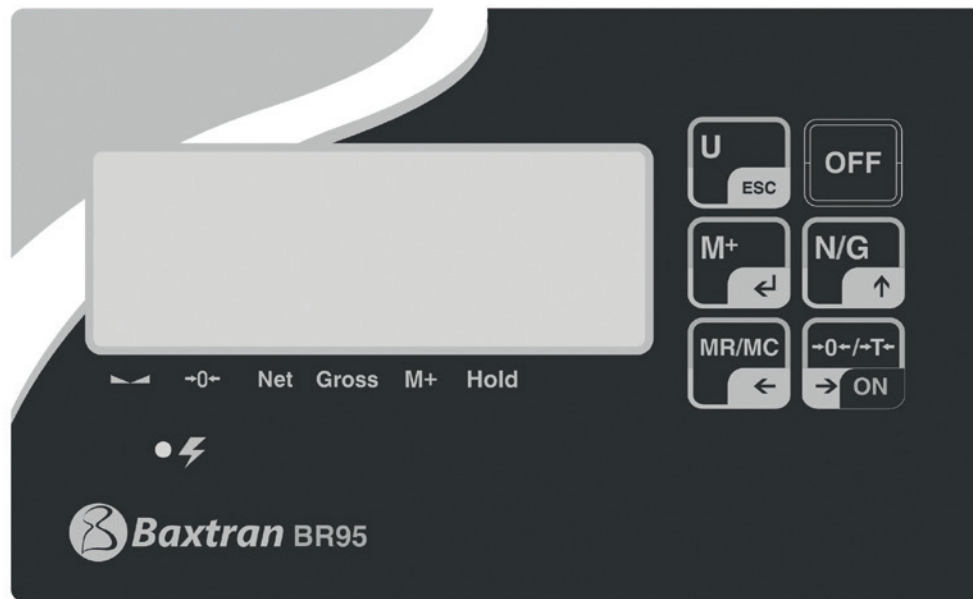 U
ESC
OFF
M+
↵
N/G
↑
MR/MC
←
→0←/→T←
→ ON
→0← Net Gross M+ Hold
Baxtran BR95